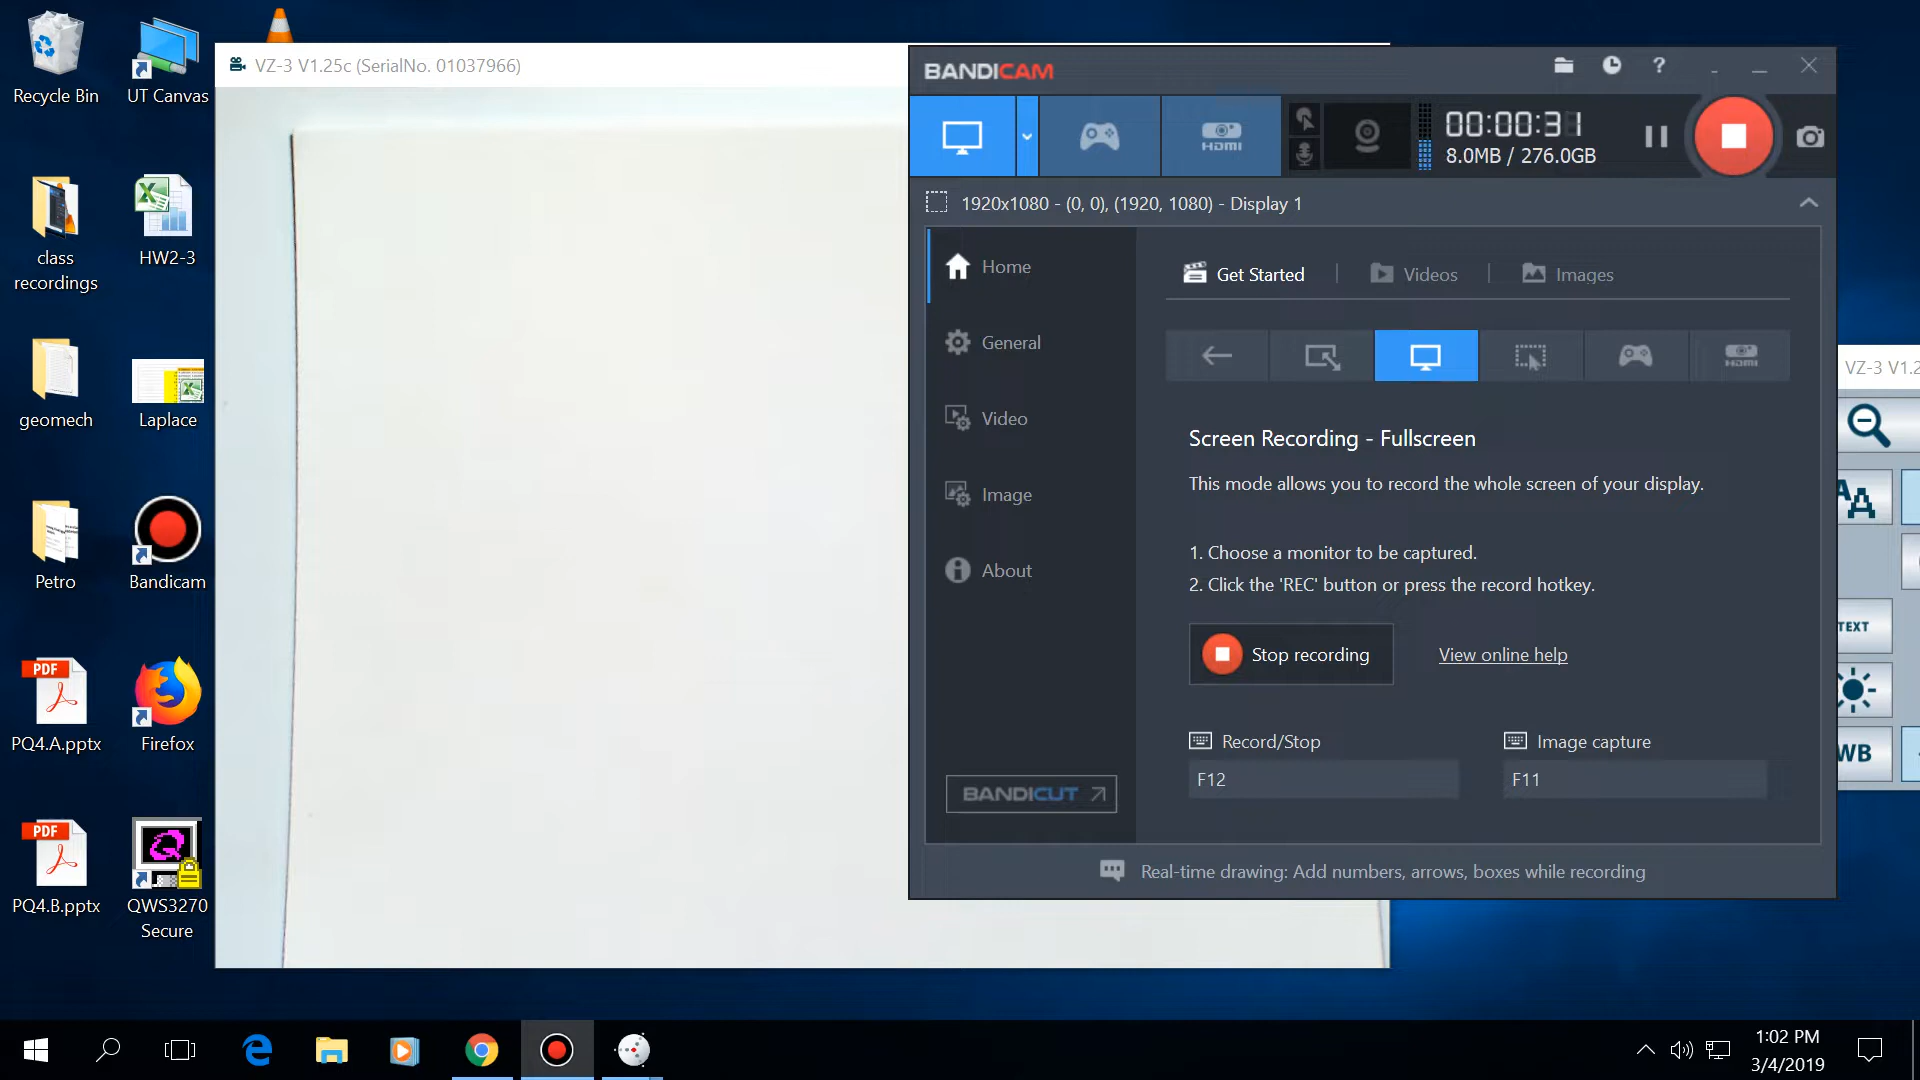 Recycle Bin
UT Canvas
class
recordings
HW2-3
geomech
Laplace
Petro
Bandicam
PDF
PQ4.A.pptx
Firefox
PDF
PQ4.B.pptx
QWS3270
Secure
VZ-3 V1.25c (SerialNo. 01037966)
BANDICAM
?
HDMI
00:00:31
8.0MB / 276.0GB
1920x1080 - (0, 0), (1920, 1080) - Display 1
Home
General
Video
Image
About
BANDICUT
Get Started
Videos
Images
HDMI
Screen Recording - Fullscreen
This mode allows you to record the whole screen of your display.
1. Choose a monitor to be captured.
2. Click the 'REC' button or press the record hotkey.
Stop recording
View online help
Record/Stop
Image capture
F12
F11
Real-time drawing: Add numbers, arrows, boxes while recording
VZ-3 V1.2
AA
TEXT
WB
1:02 PM
3/4/2019